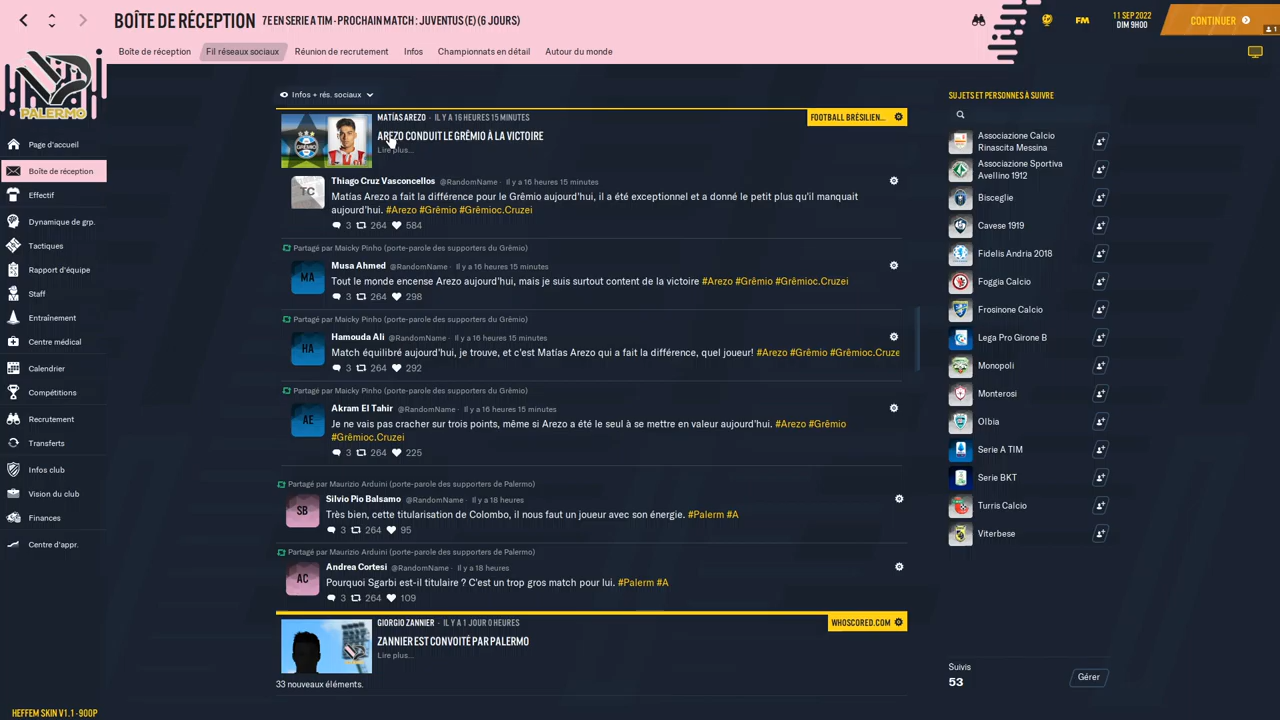 BOÎTE DE RÉCEPTION
7E EN SERIE A TIM - PROCHAIN MATCH : JUVENTUS (E) (6 JOURS)
FM
11 SEP 2022
DIM 9H00
CONTINUER
1
Boîte de réception
Fil réseaux sociaux
Réunion de recrutement
Infos
Championnats en détail
Autour du monde
PALERMO
Page d'accueil
Boîte de réception
Effectif
Dynamique de grp.
Tactiques
Rapport d'équipe
Staff
Entraînement
Centre médical
Calendrier
Compétitions
Recrutement
Transferts
Infos club
Vision du club
Finances
Centre d'appr.
HEFFEM SKIN V1.1 - 900P
Infos + rés. sociaux
MATÍAS AREZO · IL Y A 16 HEURES 15 MINUTES
FOOTBALL BRÉSILIEN...
AREZO CONDUIT LE GRÊMIO À LA VICTOIRE
Lire plus...
GRÊMIO
TC
Thiago Cruz Vasconcellos @RandomName · Il y a 16 heures 15 minutes
Matías Arezo a fait la différence pour le Grêmio aujourd'hui, il a été exceptionnel et a donné le petit plus qu'il manquait
aujourd'hui. #Arezo #Grêmio #Grêmioc.Cruzei
3 264 584
Partagé par Maicky Pinho (porte-parole des supporters du Grêmio)
MA
Musa Ahmed @RandomName · Il y a 16 heures 15 minutes
Tout le monde encense Arezo aujourd'hui, mais je suis surtout content de la victoire #Arezo #Grêmio #Grêmioc.Cruzei
3 264 298
Partagé par Maicky Pinho (porte-parole des supporters du Grêmio)
HA
Hamouda Ali @RandomName · Il y a 16 heures 15 minutes
Match équilibré aujourd'hui, je trouve, et c'est Matías Arezo qui a fait la différence, quel joueur! #Arezo #Grêmio #Grêmioc.Cruze
3 264 292
Partagé par Maicky Pinho (porte-parole des supporters du Grêmio)
AE
Akram El Tahir @RandomName · Il y a 16 heures 15 minutes
Je ne vais pas cracher sur trois points, même si Arezo a été le seul à se mettre en valeur aujourd'hui. #Arezo #Grêmio
#Grêmioc.Cruzei
3 264 225
Partagé par Maurizio Arduini (porte-parole des supporters de Palermo)
SB
Silvio Pio Balsamo @RandomName · Il y a 18 heures
Très bien, cette titularisation de Colombo, il nous faut un joueur avec son énergie. #Palerm #A
3 264 95
Partagé par Maurizio Arduini (porte-parole des supporters de Palermo)
AC
Andrea Cortesi @RandomName · Il y a 18 heures
Pourquoi Sgarbi est-il titulaire ? C'est un trop gros match pour lui. #Palerm #A
3 264 109
GIORGIO ZANNIER · IL Y A 1 JOUR 0 HEURES
WHOSCORED.COM
ZANNIER EST CONVOITÉ PAR PALERMO
Lire plus...
33 nouveaux éléments.
SUJETS ET PERSONNES À SUIVRE
Associazione Calcio
Rinascita Messina
Associazione Sportiva
Avellino 1912
Bisceglie
Cavese 1919
Fidelis Andria 2018
Foggia Calcio
Frosinone Calcio
Lega Pro Girone B
Monopoli
Monterosi
Olbia
Serie A TIM
Serie BKT
Turris Calcio
Viterbese
Suivis
53
Gérer